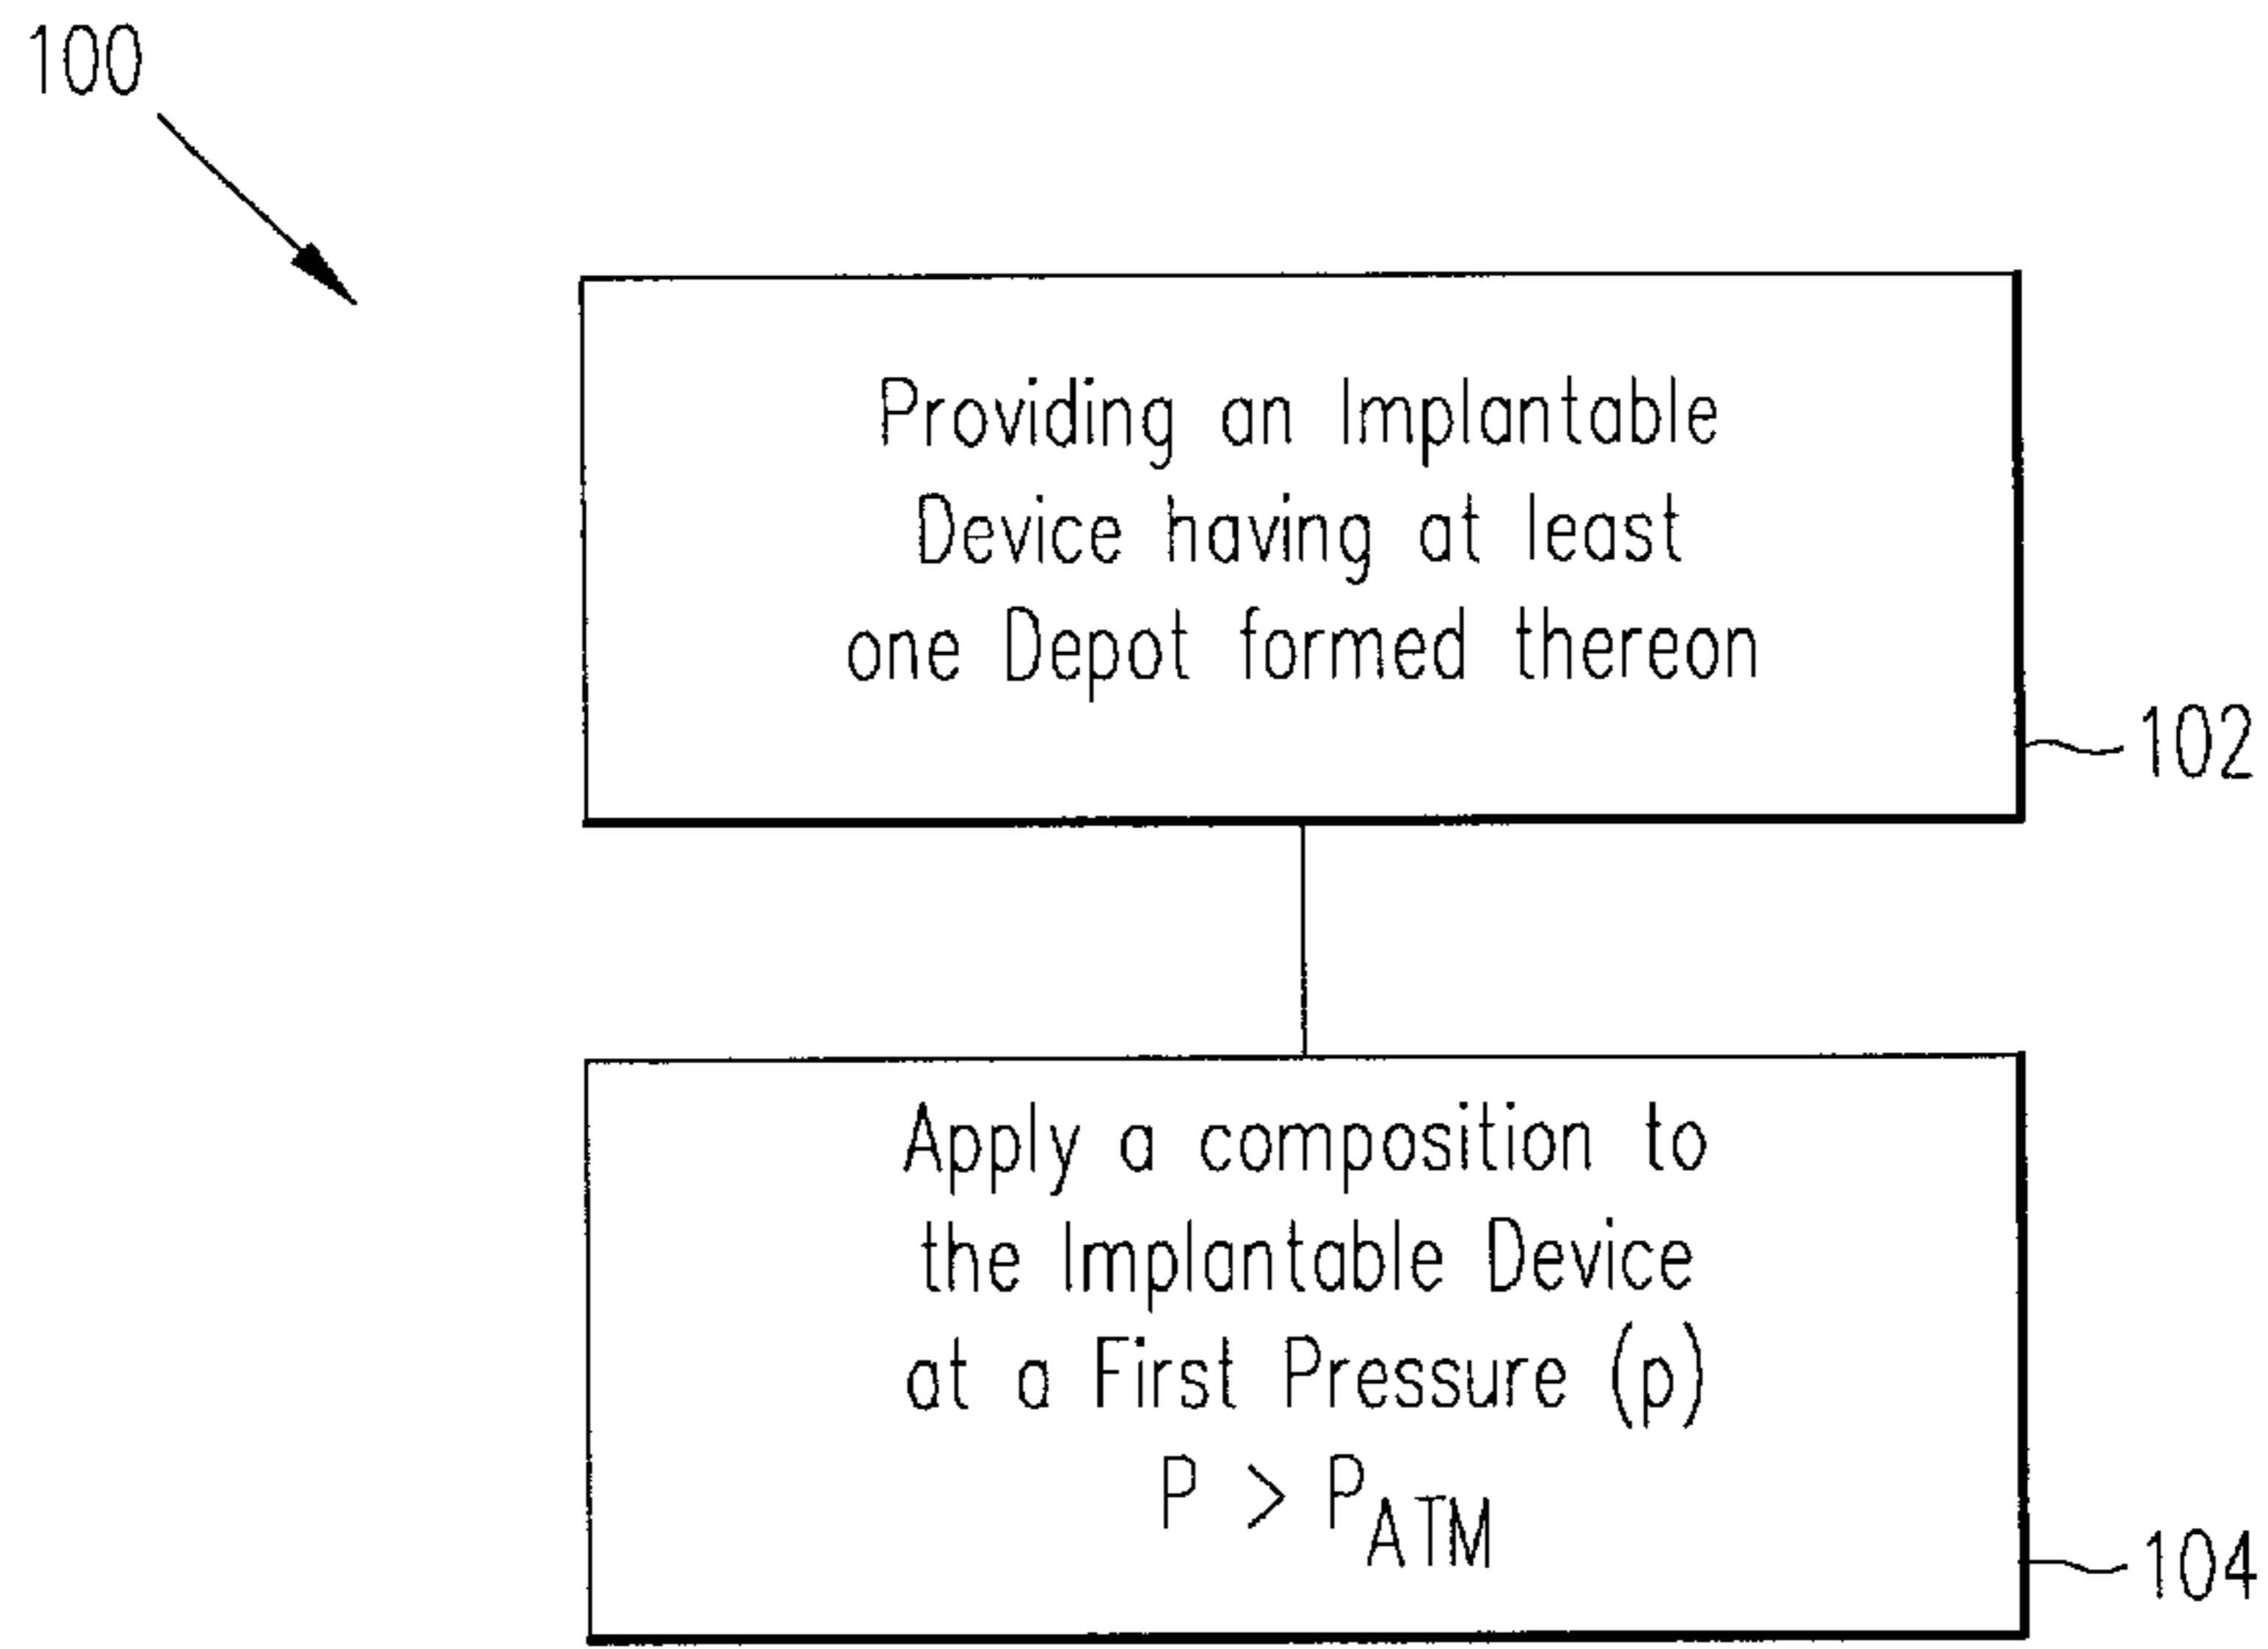 100
Providing an Implantable
Device having at least
one Depot formed thereon
102
Apply a composition to
the Implantable Device
at a First Pressure (p)
P > P_ATM
104